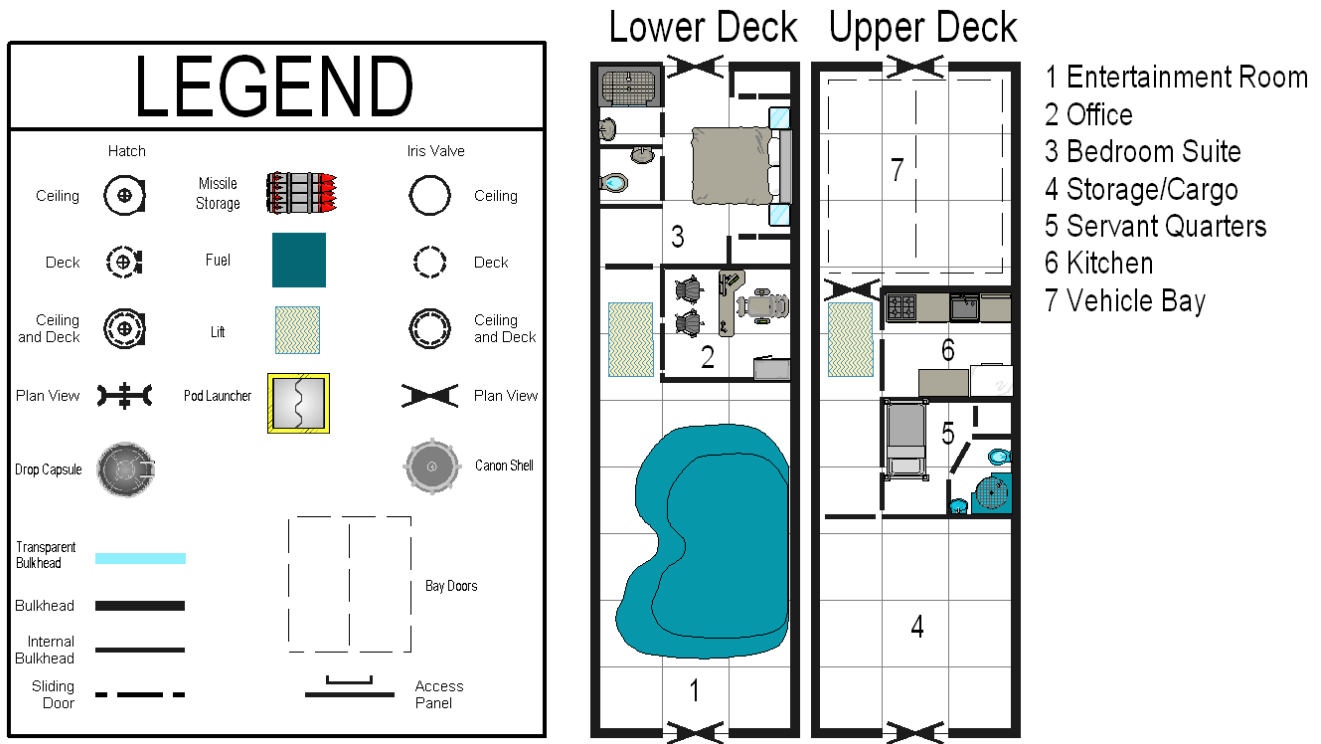 LEGEND
Hatch
Iris Valve
Ceiling
Missile
Storage
Ceiling
Deck
Fuel
Deck
Ceiling
and Deck
Lift
Ceiling
and Deck
Plan View
Pod Launcher
Plan View
Drop Capsule
Canon Shell
Transparent
Bulkhead
Bay Doors
Bulkhead
Internal
Bulkhead
Sliding
Door
Access
Panel
Lower Deck
3
2
1
Upper Deck
7
6
5
4
1 Entertainment Room
2 Office
3 Bedroom Suite
4 Storage/Cargo
5 Servant Quarters
6 Kitchen
7 Vehicle Bay